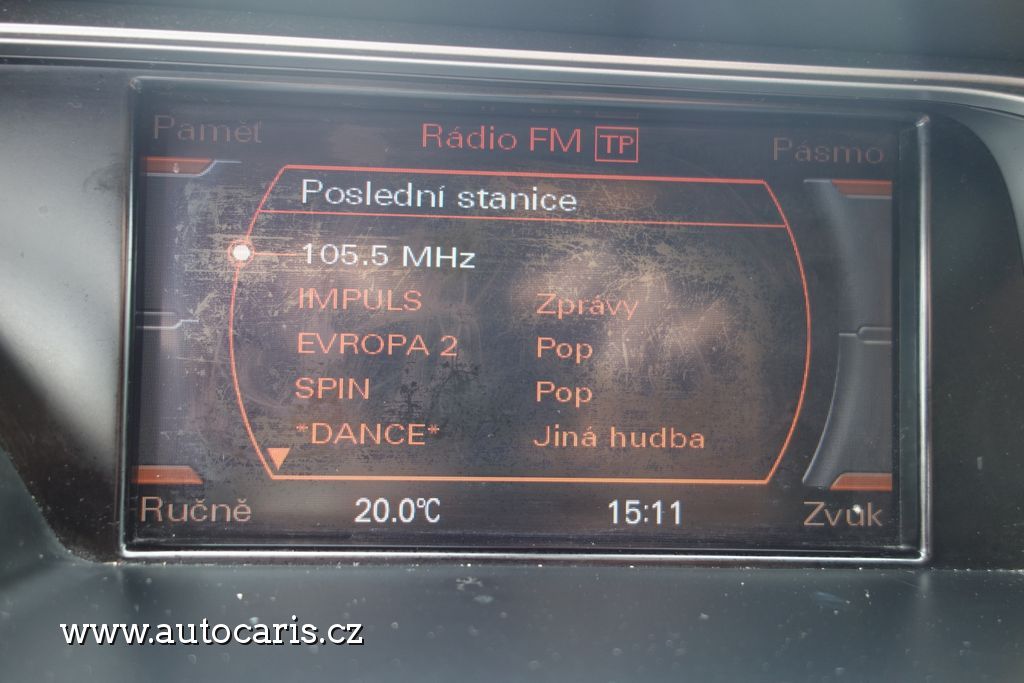 Paměť Rádio FM TP Pásmo
Poslední stanice
105.5 MHz
IMPULS Zprávy
EVROPA 2 Pop
SPIN Pop
*DANCE* Jiná hudba
Ručně 20.0°C 15:11 Zvuk
www.autocaris.cz